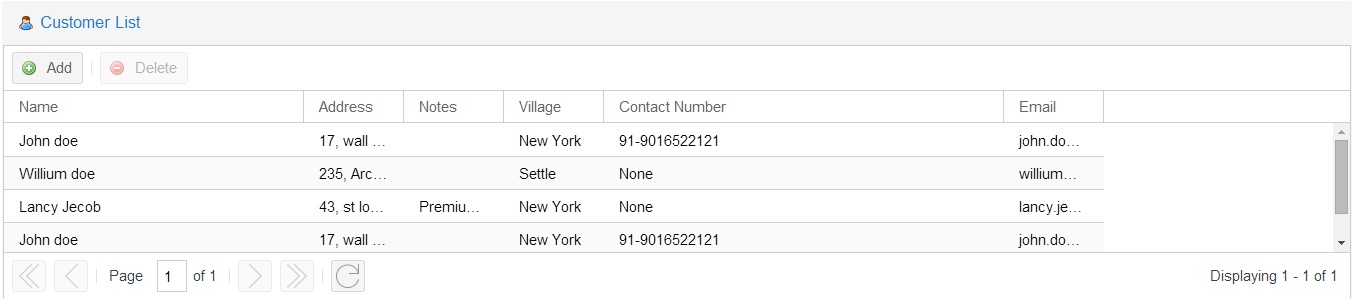 Customer List
Add Delete
Name Address Notes Village Contact Number Email
John doe 17, wall ... New York 91-9016522121 john.do...
Willium doe 235, Arc... Settle None willium...
Lancy Jecob 43, st lo... Premiu... New York None lancy.je...
John doe 17, wall ... New York 91-9016522121 john.do...
Page 1 of 1 Displaying 1 - 1 of 1